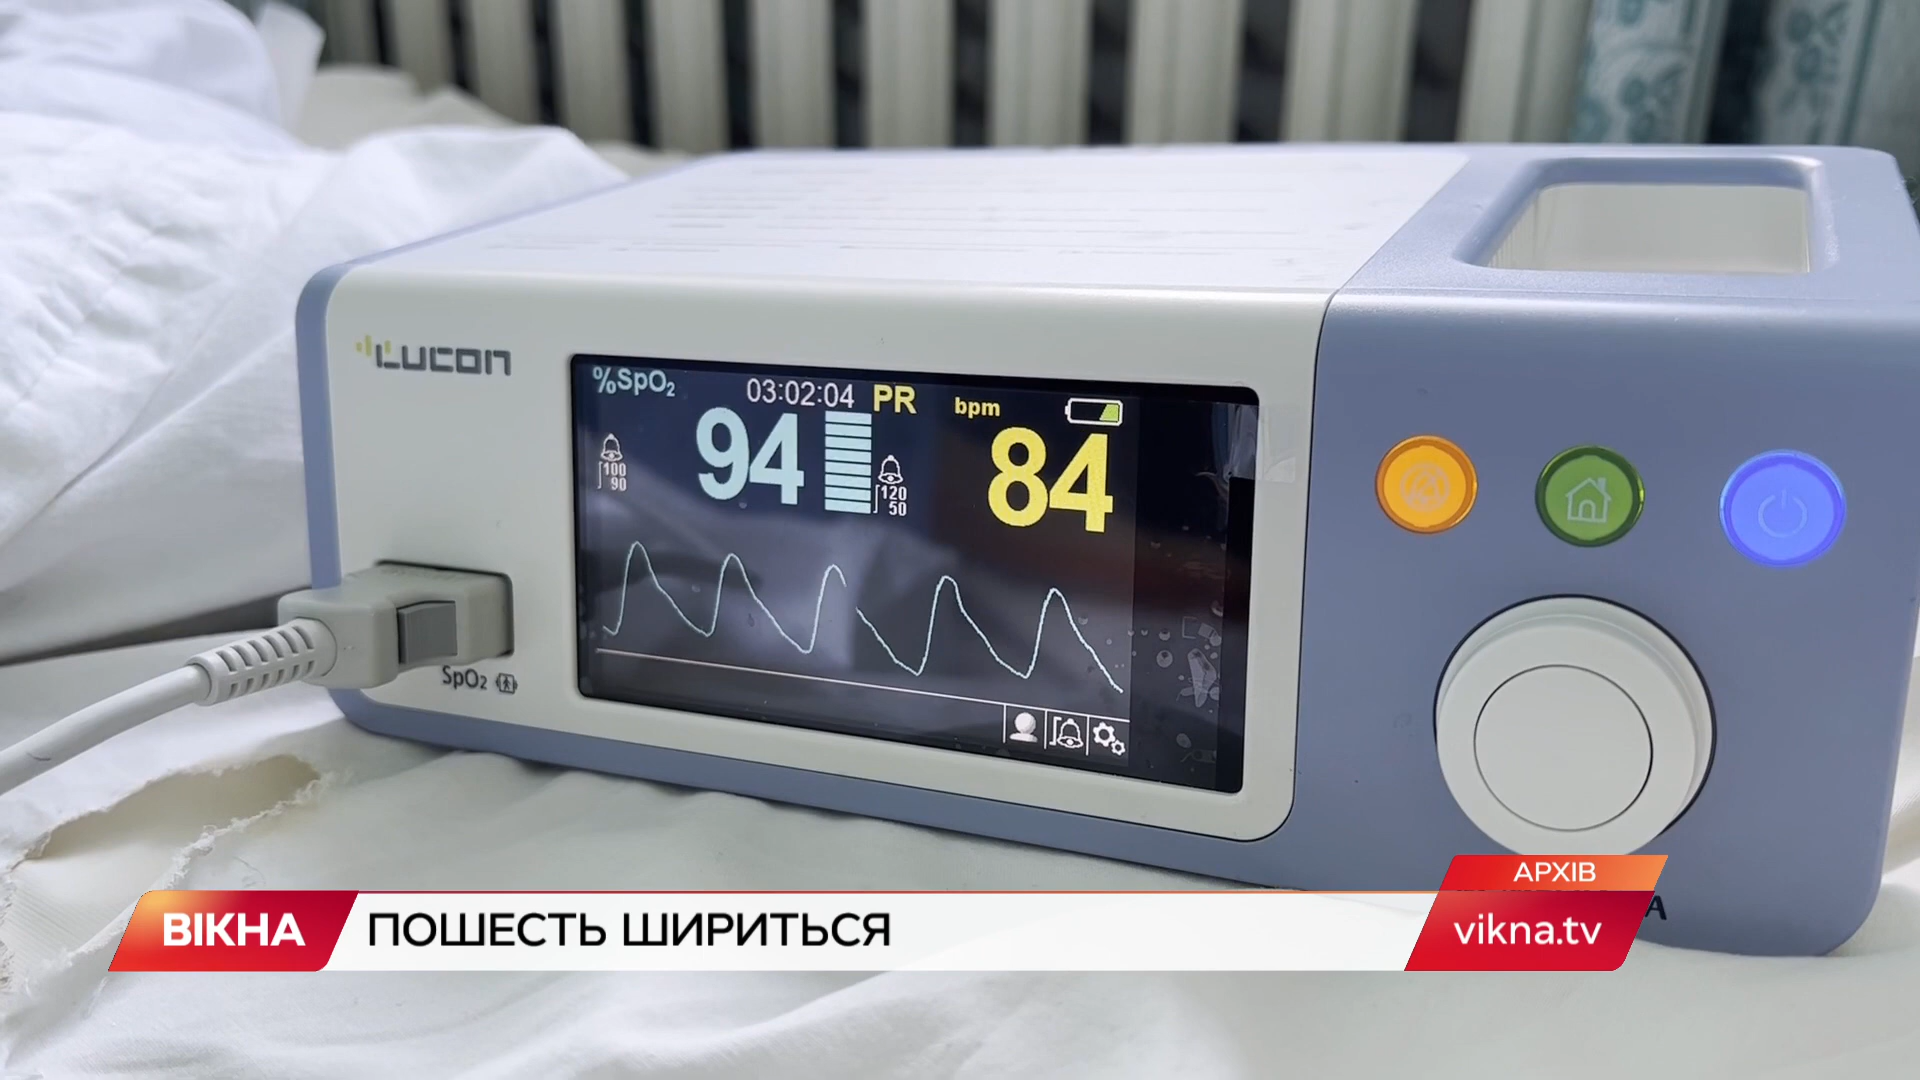 LUCON
%SpO₂
03:02:04
PR
bpm
100
90
94
120
50
84
SpO₂
АРХІВ
ВІКНА
ПОШЕСТЬ ШИРИТЬСЯ
vikna.tv